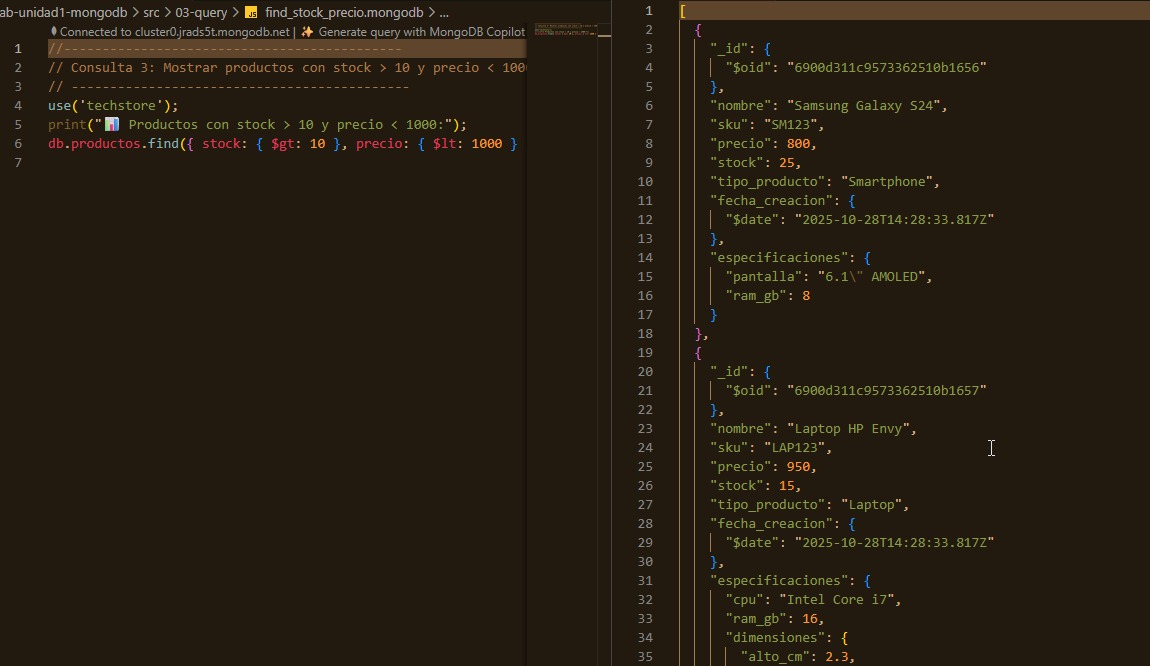 ab-unidad1-mongodb > src > 03-query > JS find_stock_precio.mongodb > ...
Connected to cluster0.jrads5t.mongodb.net | ✨ Generate query with MongoDB Copilot
1 //--------------------------------------------
2 // Consulta 3: Mostrar productos con stock > 10 y precio < 100
3 // --------------------------------------------
4 use('techstore');
5 print("📊 Productos con stock > 10 y precio < 1000:");
6 db.productos.find({ stock: { $gt: 10 }, precio: { $lt: 1000 }
7
1 [
2 {
3 "_id": {
4 "$oid": "6900d311c9573362510b1656"
5 },
6 "nombre": "Samsung Galaxy S24",
7 "sku": "SM123",
8 "precio": 800,
9 "stock": 25,
10 "tipo_producto": "Smartphone",
11 "fecha_creacion": {
12 "$date": "2025-10-28T14:28:33.817Z"
13 },
14 "especificaciones": {
15 "pantalla": "6.1\" AMOLED",
16 "ram_gb": 8
17 }
18 },
19 {
20 "_id": {
21 "$oid": "6900d311c9573362510b1657"
22 },
23 "nombre": "Laptop HP Envy",
24 "sku": "LAP123",
25 "precio": 950,
26 "stock": 15,
27 "tipo_producto": "Laptop",
28 "fecha_creacion": {
29 "$date": "2025-10-28T14:28:33.817Z"
30 },
31 "especificaciones": {
32 "cpu": "Intel Core i7",
33 "ram_gb": 16,
34 "dimensiones": {
35 "alto_cm": 2.3,